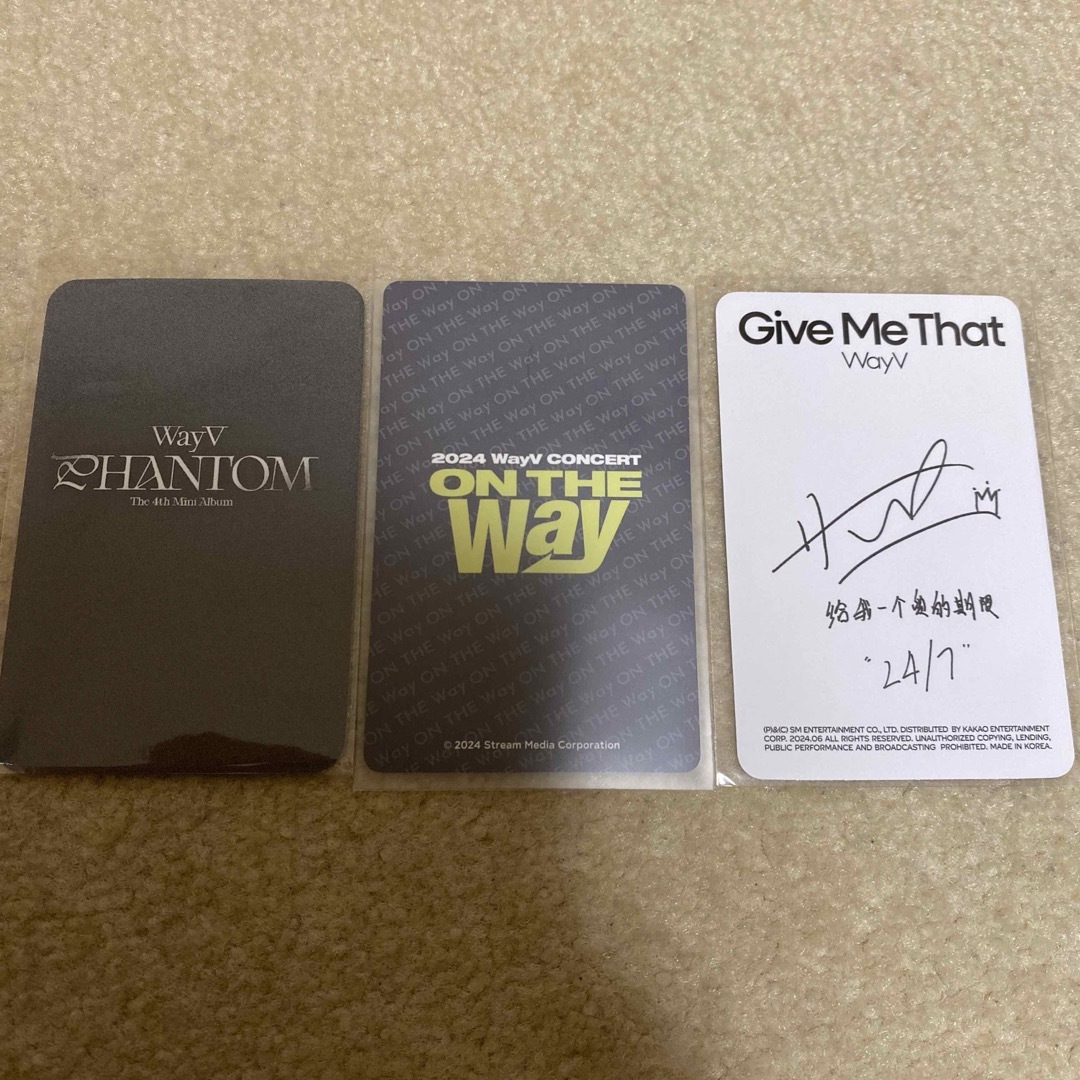 WayV
PHANTOM
The 4th Mini Album
2024 WayV CONCERT
ON THE
Way
© 2024 Stream Media Corporation
Give Me That
WayV
给我一个的期限
"24/7"
(P)&(C) SM ENTERTAINMENT CO., LTD. DISTRIBUTED BY KAKAO ENTERTAINMENT
CORP. 2024.06 ALL RIGHTS RESERVED. UNAUTHORIZED COPYING, LENDING,
PUBLIC PERFORMANCE AND BROADCASTING PROHIBITED. MADE IN KOREA.